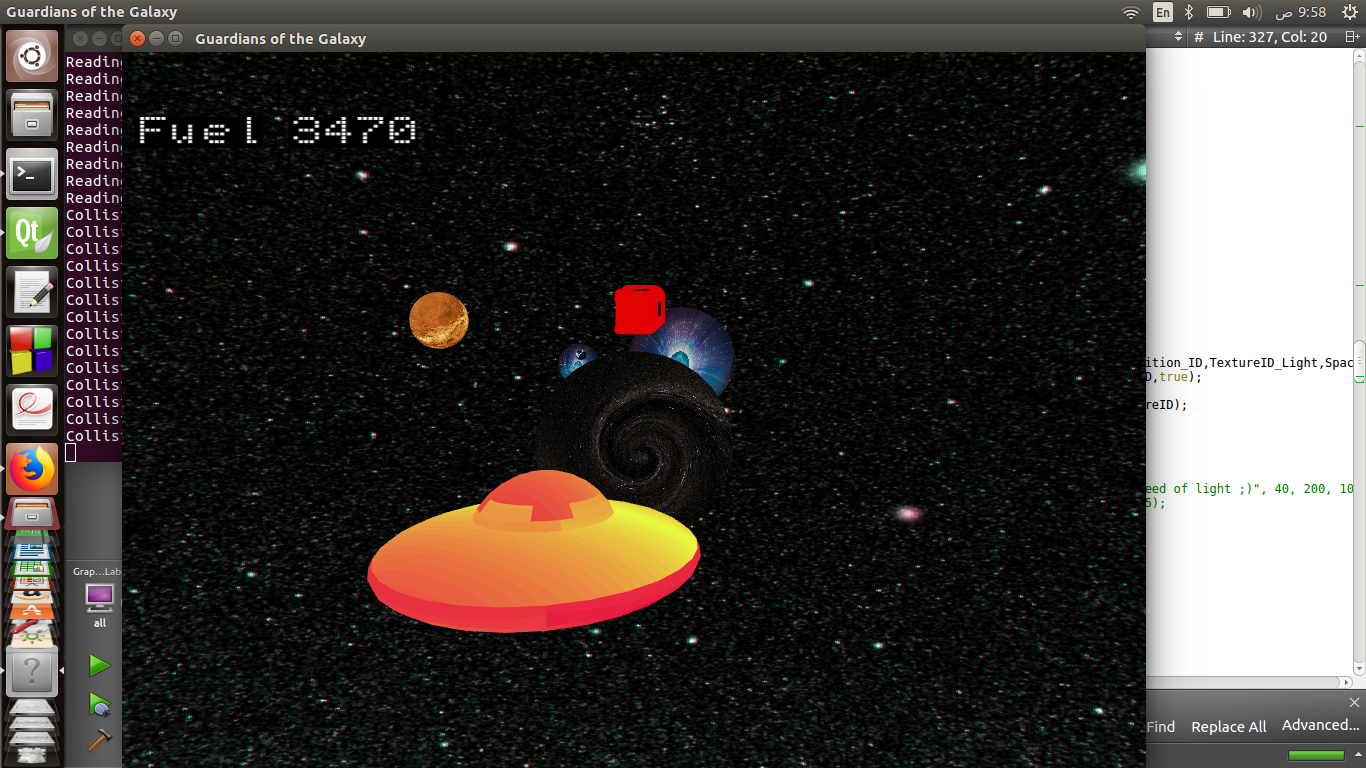 Guardians of the Galaxy
En
9:58 ص
Guardians of the Galaxy
# Line: 327, Col: 20
Reading
Reading
Reading
Reading
Reading
Reading
Reading
Reading
Reading
Collis
Collis
Collis
Collis
Collis
Collis
Collis
Collis
Collis
Collis
Collis
Collis
Collis
Collis
Fuel 3470
Qt
ition_ID,TextureID_Light,Spac
D,true);
reID);
eed of light ;)", 40, 200, 10
5);
Grap...Lab
all
Find
Replace All
Advanced...